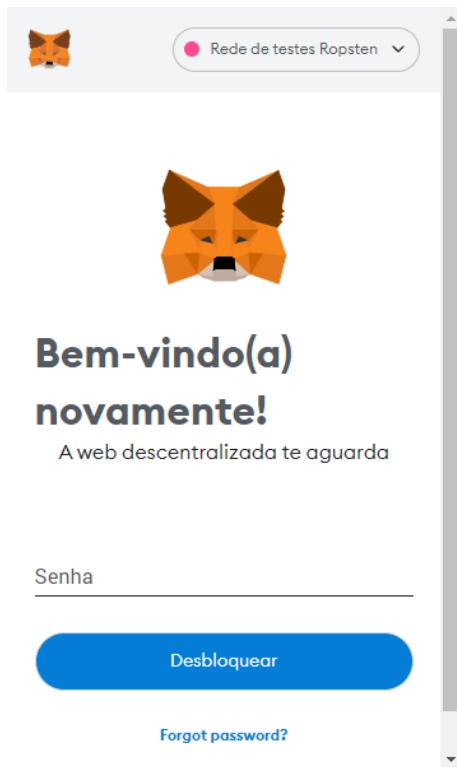 Rede de testes Ropsten
Bem-vindo(a)
novamente!
A web descentralizada te aguarda
Senha
Desbloquear
Forgot password?